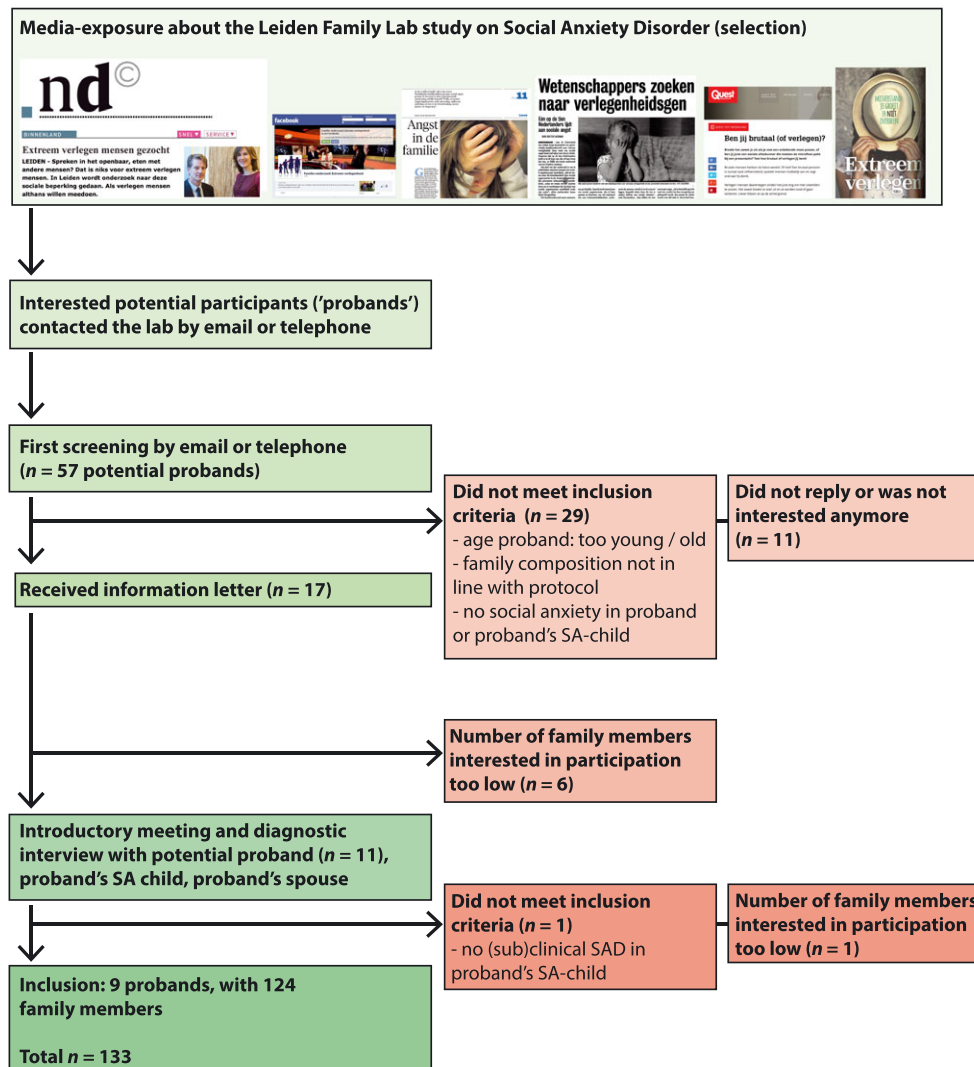 Media-exposure about the Leiden Family Lab study on Social Anxiety Disorder (selection)
nd©
BINNENLAND
SNEL
SERVICE
Extreem verlegen mensen gezocht
LEIDEN - Spreken in het openbaar, eten met
andere mensen? Dat is niks voor extreem verlegen
mensen. In Leiden wordt onderzoek naar deze
sociale beperking gedaan. Als verlegen mensen
althans willen meedoen.
facebook
11
Angst
in de
familie
Wetenschappers zoeken
naar verlegenheidsgen
Quest
Ben jij brutaal (of verlegen)?
Extreem
verlegen
Interested potential participants (’probands’)
contacted the lab by email or telephone
First screening by email or telephone
(n = 57 potential probands)
Did not meet inclusion
criteria (n = 29)
- age proband: too young / old
- family composition not in
line with protocol
- no social anxiety in proband
or proband’s SA-child
Did not reply or was not
interested anymore
(n = 11)
Received information letter (n = 17)
Number of family members
interested in participation
too low (n = 6)
Introductory meeting and diagnostic
interview with potential proband (n = 11),
proband’s SA child, proband’s spouse
Did not meet inclusion
criteria (n = 1)
- no (sub)clinical SAD in
proband’s SA-child
Number of family members
interested in participation
too low (n = 1)
Inclusion: 9 probands, with 124
family members
Total n = 133